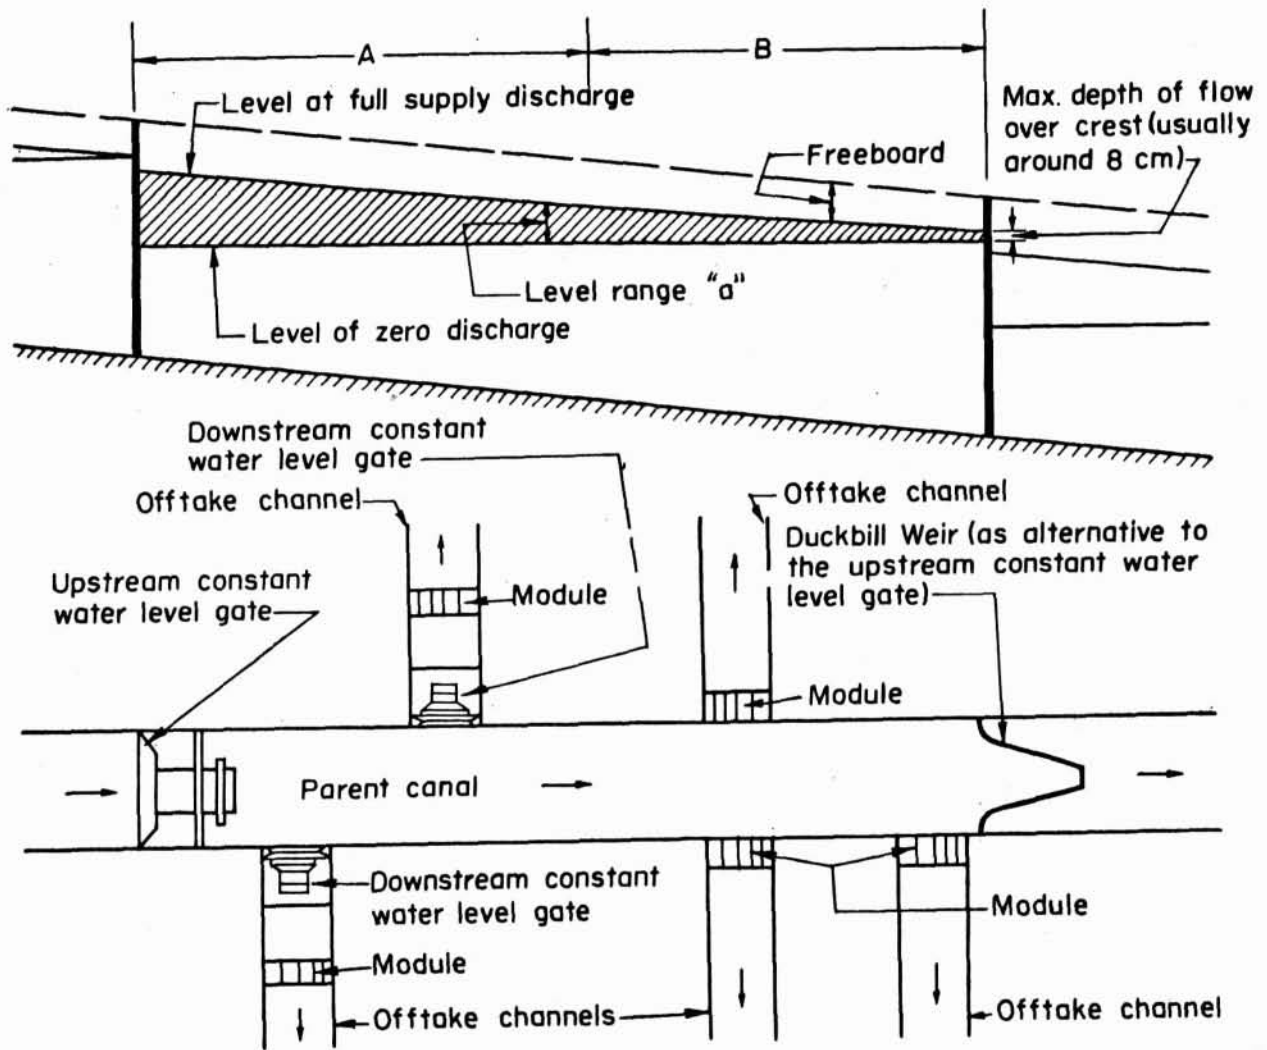 A
B
Level at full supply discharge
Max. depth of flow
over crest (usually
around 8 cm)
Freeboard
Level range "a"
Level of zero discharge
Downstream constant
water level gate
Offtake channel
Offtake channel
Duckbill Weir (as alternative to
the upstream constant water
level gate)
Upstream constant
water level gate
Module
Module
Parent canal
Downstream constant
water level gate
Module
Module
Offtake channels
Offtake channel